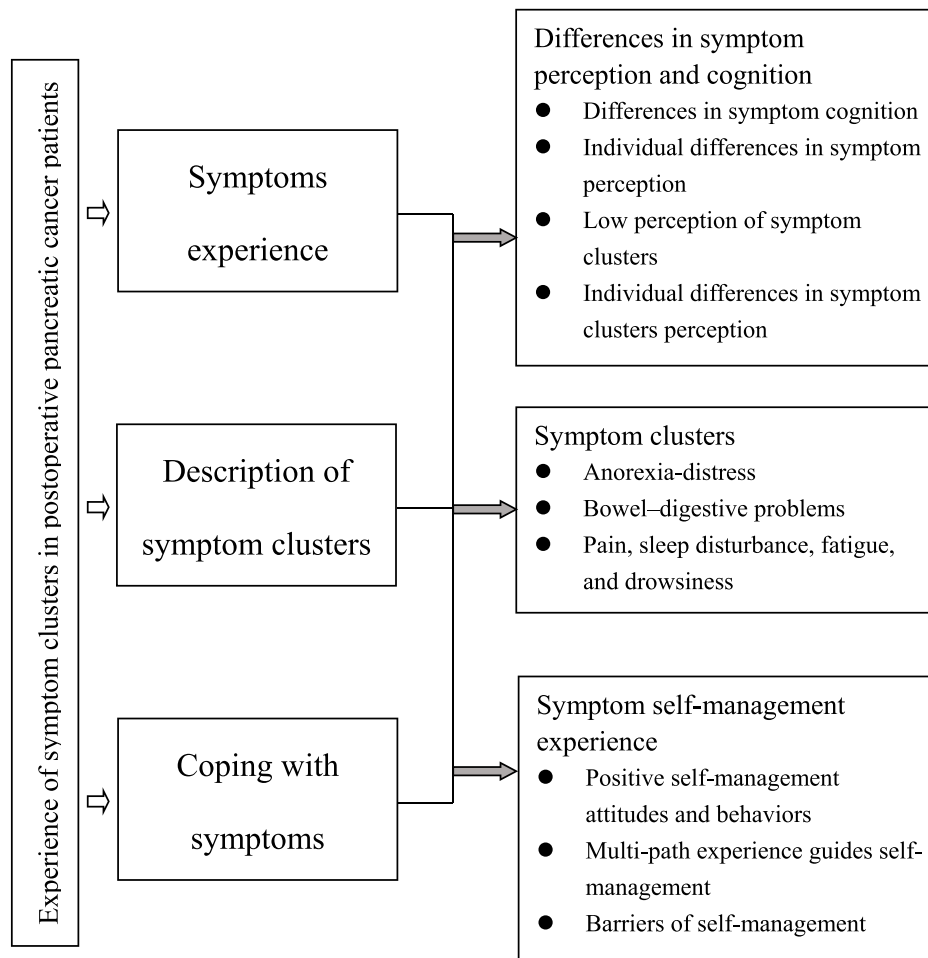 Experience of symptom clusters in postoperative pancreatic cancer patients
Symptoms
experience
Description of
symptom clusters
Coping with
symptoms
Differences in symptom
perception and cognition
● Differences in symptom cognition
● Individual differences in symptom
perception
● Low perception of symptom
clusters
● Individual differences in symptom
clusters perception
Symptom clusters
● Anorexia-distress
● Bowel–digestive problems
● Pain, sleep disturbance, fatigue,
and drowsiness
Symptom self-management
experience
● Positive self-management
attitudes and behaviors
● Multi-path experience guides self-
management
● Barriers of self-management